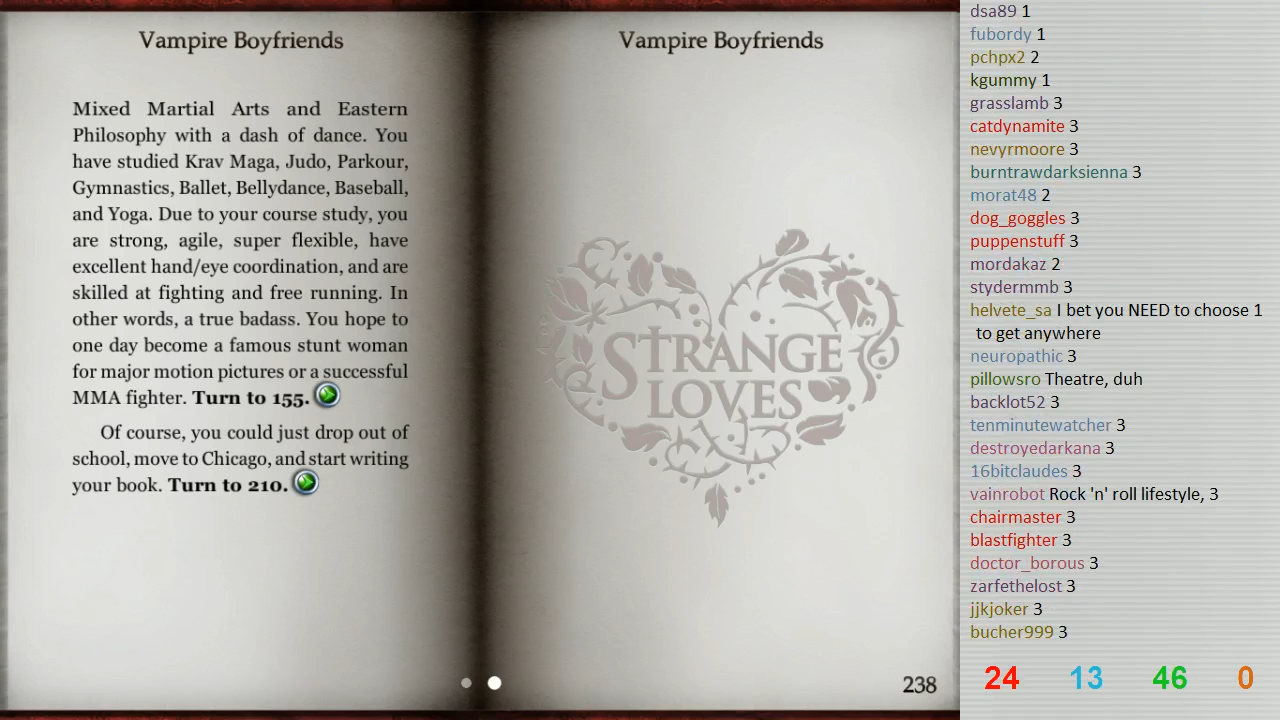 Vampire Boyfriends
Mixed Martial Arts and Eastern
Philosophy with a dash of dance. You
have studied Krav Maga, Judo, Parkour,
Gymnastics, Ballet, Bellydance, Baseball,
and Yoga. Due to your course study, you
are strong, agile, super flexible, have
excellent hand/eye coordination, and are
skilled at fighting and free running. In
other words, a true badass. You hope to
one day become a famous stunt woman
for major motion pictures or a successful
MMA fighter. Turn to 155.
Of course, you could just drop out of
school, move to Chicago, and start writing
your book. Turn to 210.
Vampire Boyfriends
STRANGE
LOVES
238
dsa89 1
fubordy 1
pchpx2 2
kgummy 1
grasslamb 3
catdynamite 3
nevyrmoore 3
burntrawdarksienna 3
morat48 2
dog_goggles 3
puppenstuff 3
mordakaz 2
stydermmb 3
helvete_sa I bet you NEED to choose 1
to get anywhere
neuropathic 3
pillowsro Theatre, duh
backlot52 3
tenminutewatcher 3
destroyedarkana 3
16bitclaudes 3
vainrobot Rock 'n' roll lifestyle, 3
chairmaster 3
blastfighter 3
doctor_borous 3
zarfethelost 3
jjkjoker 3
bucher999 3
24 13 46 0